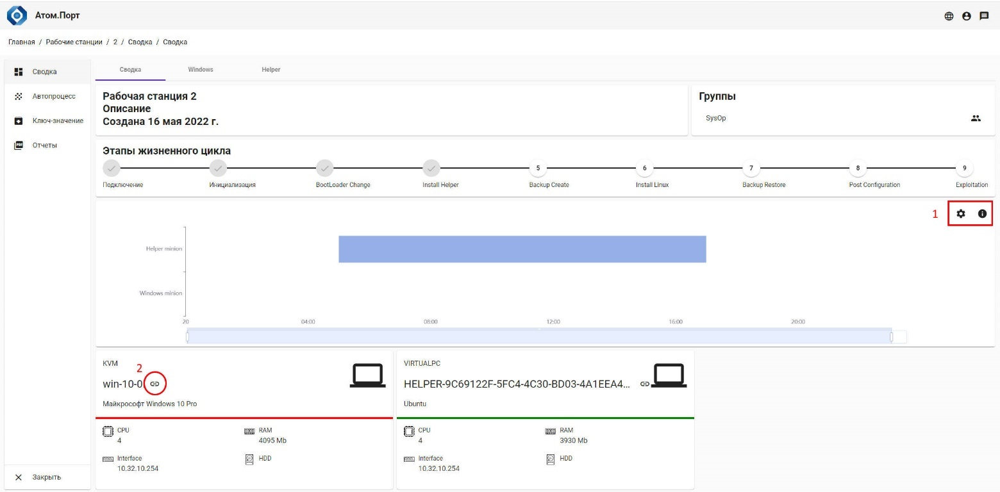 Атом.Порт
Главная / Рабочие станции / 2 / Сводка / Сводка
Сводка
Автопроцесс
Ключ-значение
Отчеты
Закрыть
Сводка Windows Helper
Рабочая станция 2
Описание
Создана 16 мая 2022 г.
Группы
SysOp
Этапы жизненного цикла
5 6 7 8 9
Подключение Инициализация BootLoader Change Install Helper Backup Create Install Linux Backup Restore Post Configuration Exploitation
1
Helper minion
Windows minion
20 04:00 08:00 12:00 16:00 20:00
KVM
2
win-10-0
Майкрософт Windows 10 Pro
CPU
4
RAM
4095 Mb
Interface
10.32.10.254
HDD
VIRTUALPC
HELPER-9C69122F-5FC4-4C30-BD03-4A1EEA4...
Ubuntu
CPU
4
RAM
3930 Mb
Interface
10.32.10.254
HDD